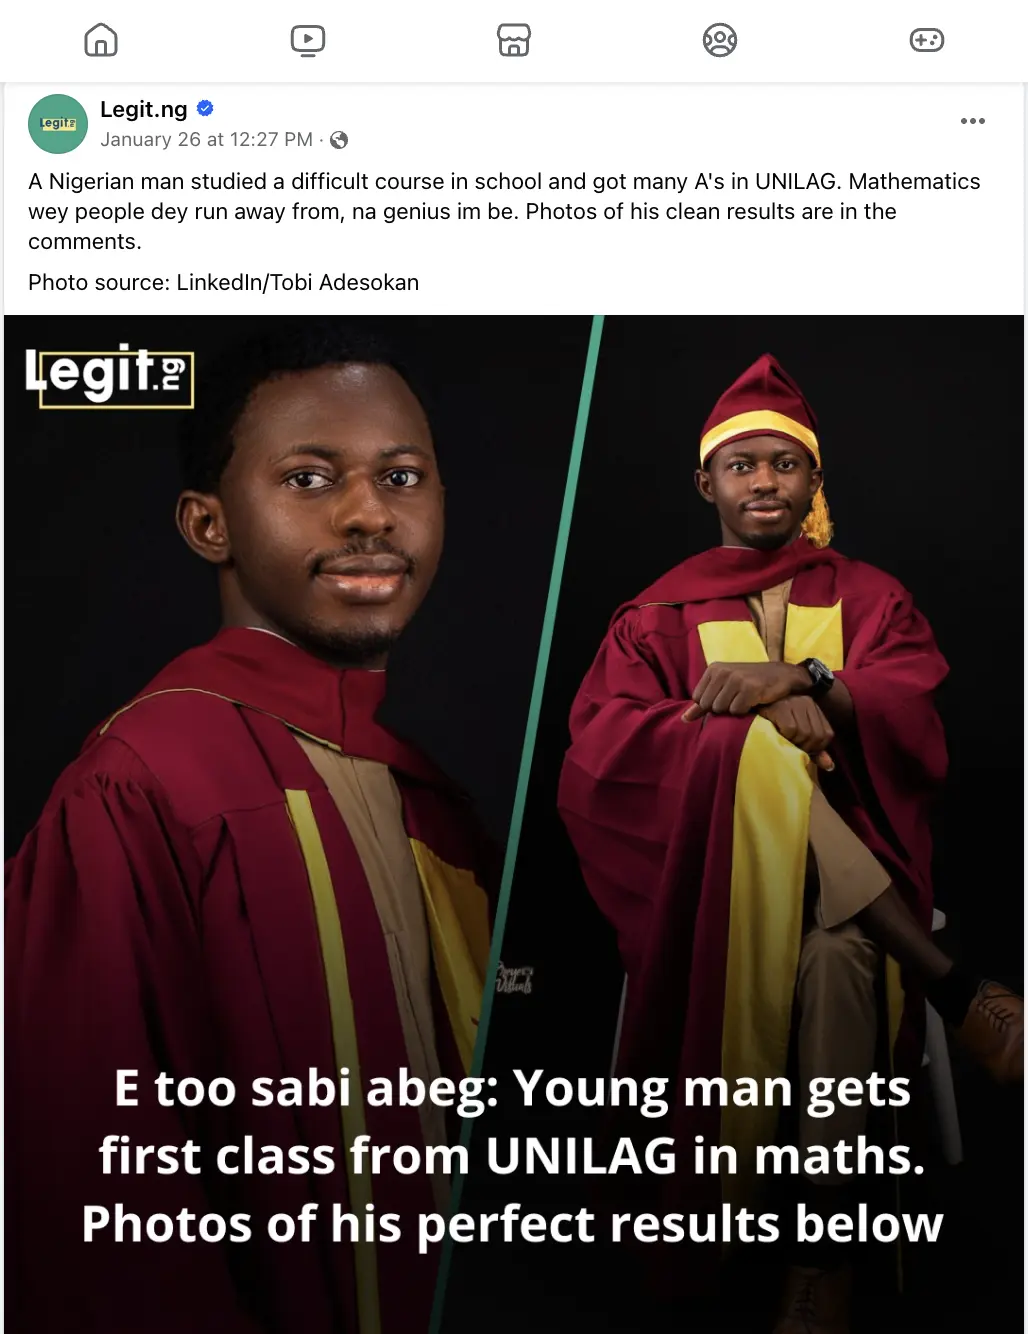 Legit.ng
Legit.ng
January 26 at 12:27 PM ·
A Nigerian man studied a difficult course in school and got many A's in UNILAG. Mathematics
wey people dey run away from, na genius im be. Photos of his clean results are in the
comments.
Photo source: LinkedIn/Tobi Adesokan
Legit.ng
Visuals
E too sabi abeg: Young man gets
first class from UNILAG in maths.
Photos of his perfect results below